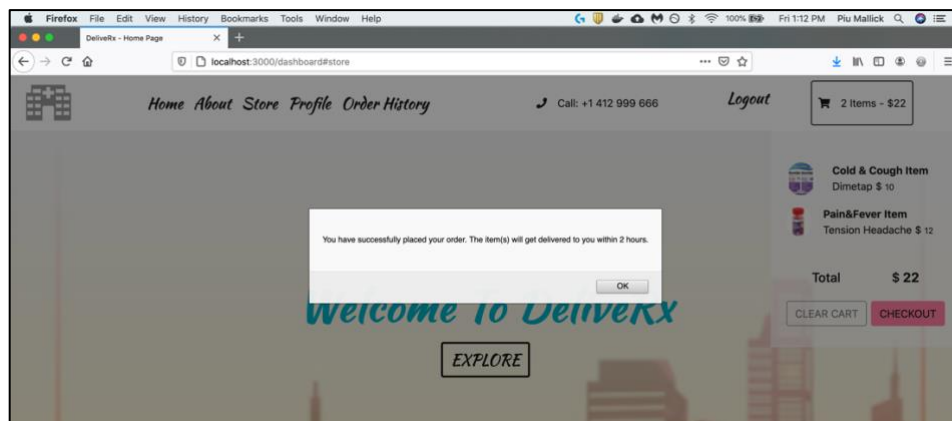 Firefox File Edit View History Bookmarks Tools Window Help 100% Fri 1:12 PM Piu Mallick
DeliveRx - Home Page
localhost:3000/dashboard#store
Home About Store Profile Order History Call: +1 412 999 666 Logout 2 Items - $22
Cold & Cough Item
Dimetap $ 10
Pain&Fever Item
Tension Headache $ 12
You have successfully placed your order. The item(s) will get delivered to you within 2 hours.
OK
Total $ 22
CLEAR CART CHECKOUT
Welcome To DeliveRx
EXPLORE